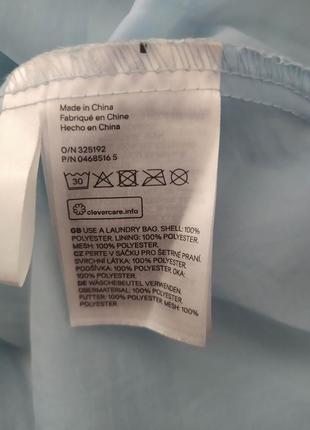 Made in China
Fabriqué en Chine
Hecho en China
O/N 325192
P/N 0468516 S
30
clevercare.info
GB USE A LAUNDRY BAG. SHELL: 100%
POLYESTER. LINING: 100% POLYESTER.
MESH: 100% POLYESTER
CZ PERTE V SÁČKU PRO ŠETRNÉ PRANÍ.
SVRCHNÍ LÁTKA: 100% POLYESTER.
PODŠÍVKA: 100% POLYESTER OKÁ:
100% POLYESTER
DE WÄSCHEBEUTEL VERWENDEN.
OBERMATERIAL: 100% POLYESTER.
FUTTER: 100% POLYESTER MESH: 100%
POLYESTER